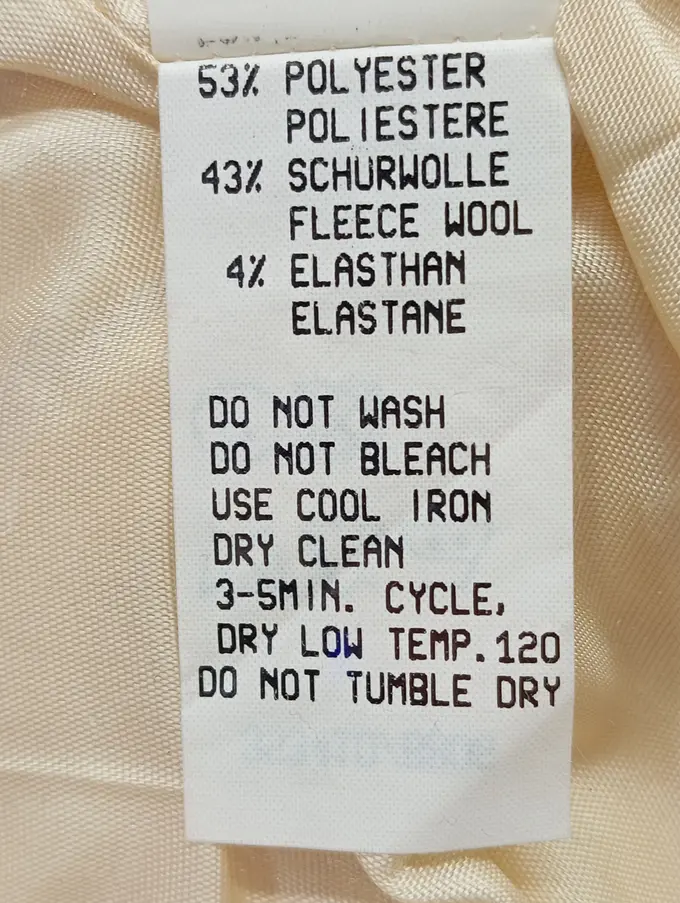 53% POLYESTER
POLIESTERE
43% SCHURWOLLE
FLEECE WOOL
4% ELASTHAN
ELASTANE
DO NOT WASH
DO NOT BLEACH
USE COOL IRON
DRY CLEAN
3-5MIN. CYCLE,
DRY LOW TEMP.120
DO NOT TUMBLE DRY